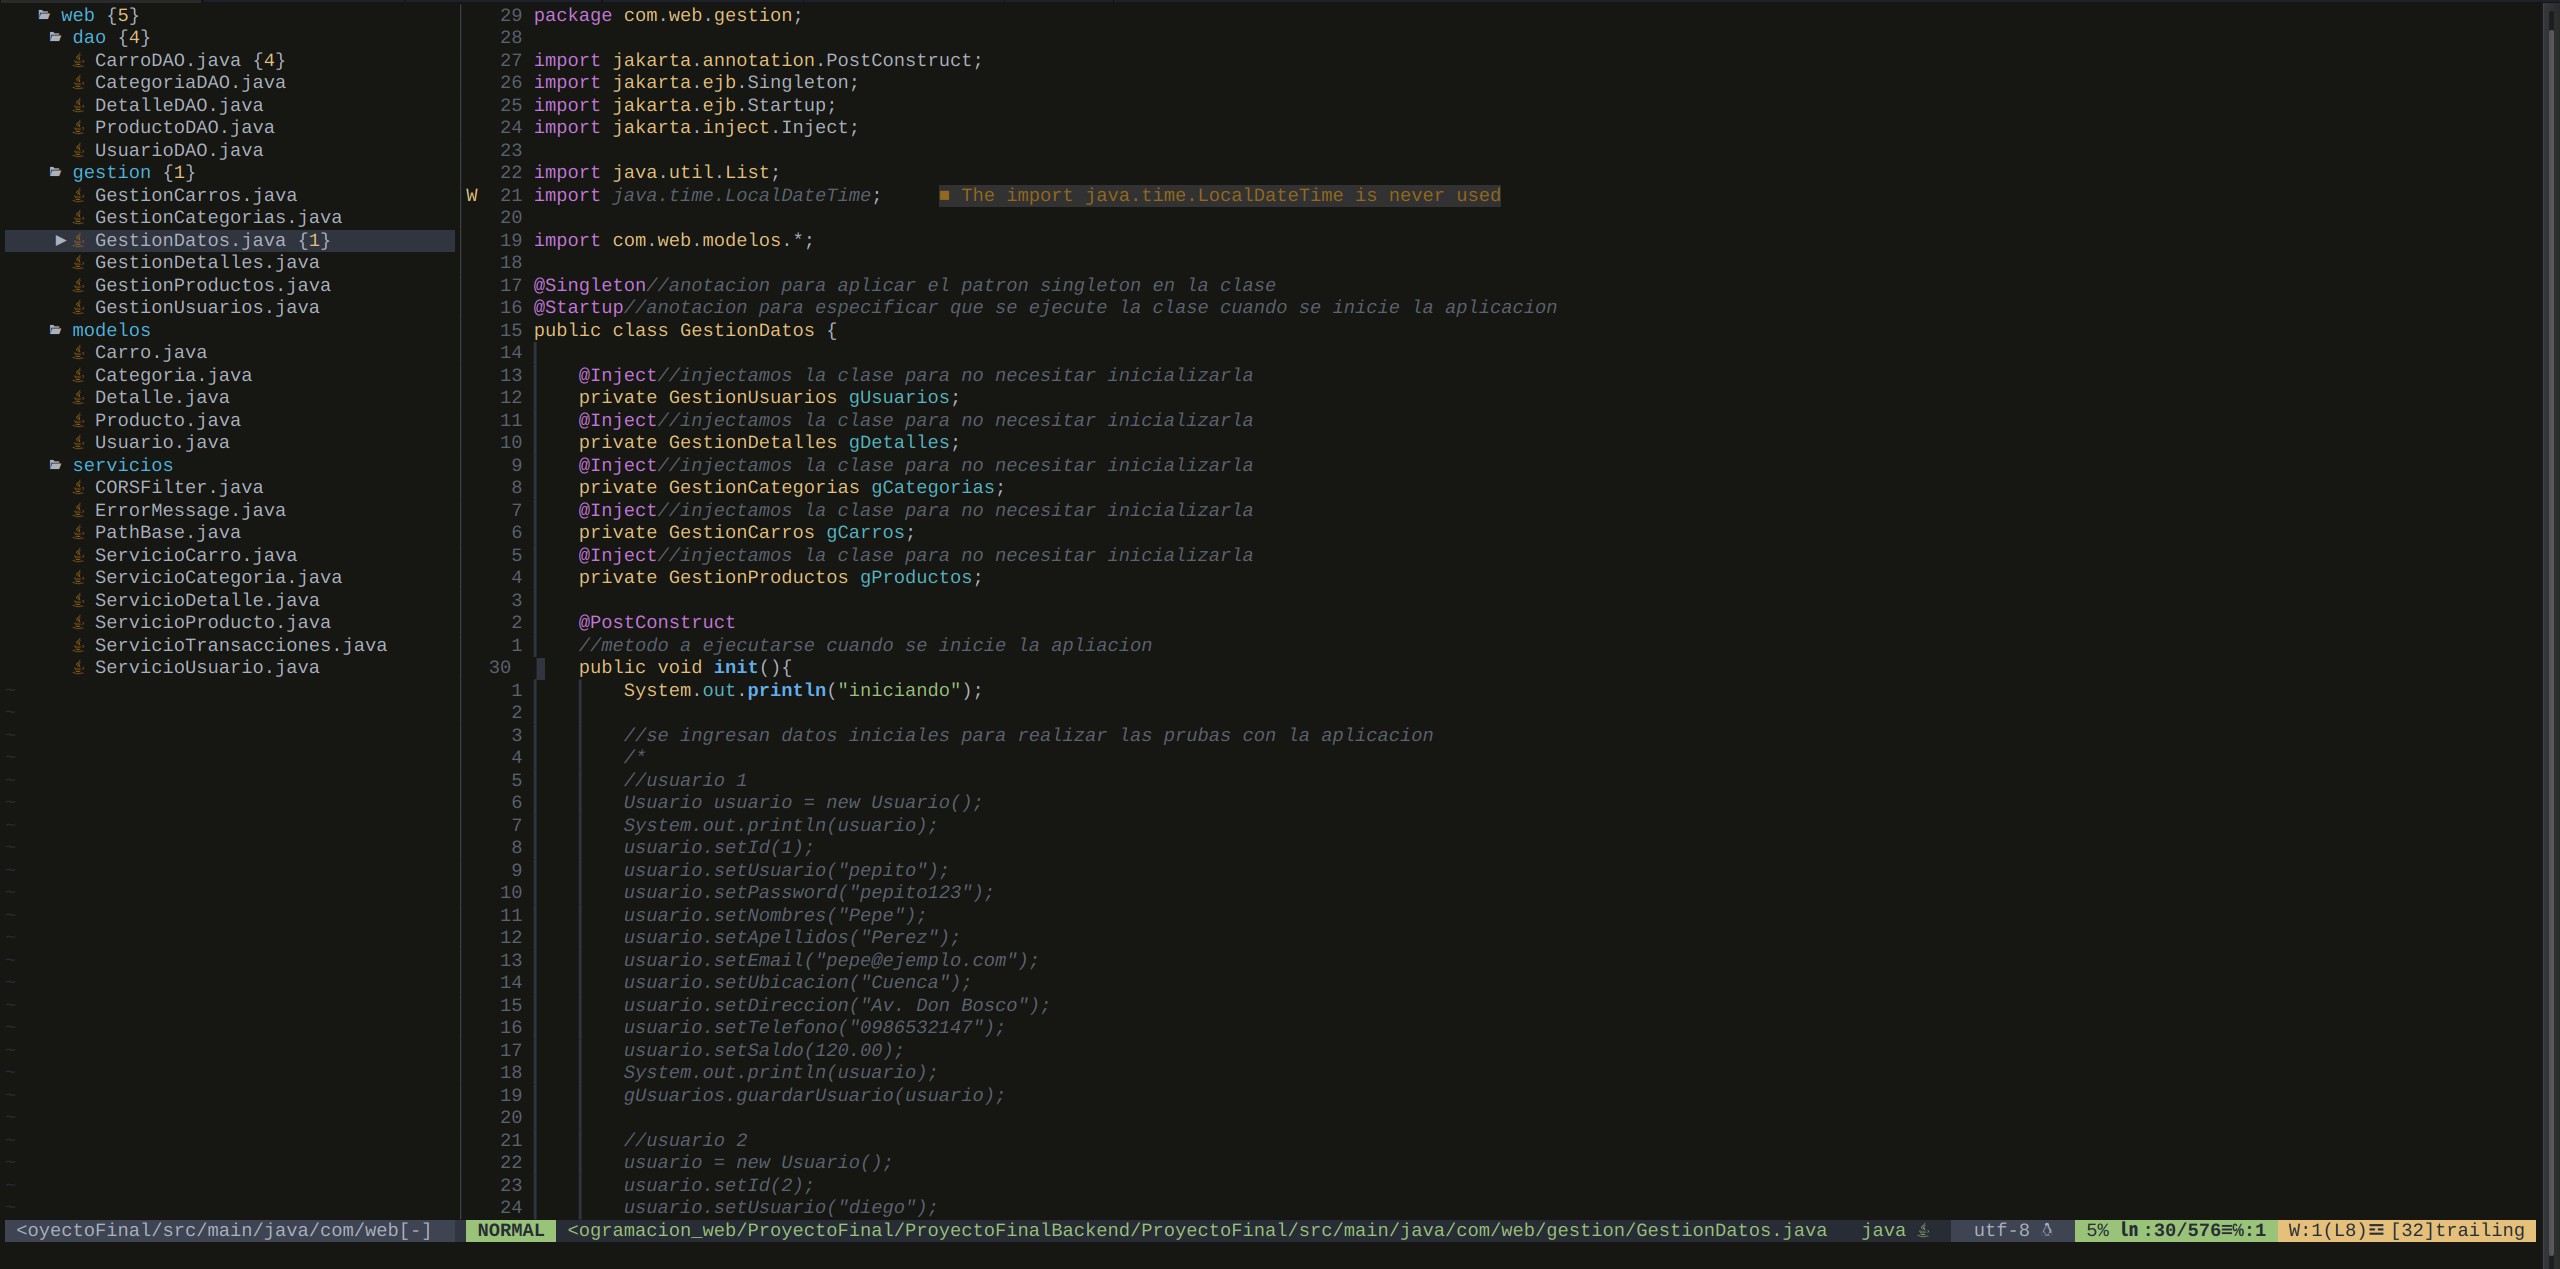 web {5}
dao {4}
CarroDAO.java {4}
CategoriaDAO.java
DetalleDAO.java
ProductoDAO.java
UsuarioDAO.java
gestion {1}
GestionCarros.java
GestionCategorias.java
GestionDatos.java {1}
GestionDetalles.java
GestionProductos.java
GestionUsuarios.java
modelos
Carro.java
Categoria.java
Detalle.java
Producto.java
Usuario.java
servicios
CORSFilter.java
ErrorMessage.java
PathBase.java
ServicioCarro.java
ServicioCategoria.java
ServicioDetalle.java
ServicioProducto.java
ServicioTransacciones.java
ServicioUsuario.java
<oyectoFinal/src/main/java/com/web[-]
29 package com.web.gestion;
28
27 import jakarta.annotation.PostConstruct;
26 import jakarta.ejb.Singleton;
25 import jakarta.ejb.Startup;
24 import jakarta.inject.Inject;
23
22 import java.util.List;
W 21 import java.time.LocalDateTime; ■ The import java.time.LocalDateTime is never used
20
19 import com.web.modelos.*;
18
17 @Singleton//anotacion para aplicar el patron singleton en la clase
16 @Startup//anotacion para especificar que se ejecute la clase cuando se inicie la aplicacion
15 public class GestionDatos {
14
13 @Inject//injectamos la clase para no necesitar inicializarla
12 private GestionUsuarios gUsuarios;
11 @Inject//injectamos la clase para no necesitar inicializarla
10 private GestionDetalles gDetalles;
9 @Inject//injectamos la clase para no necesitar inicializarla
8 private GestionCategorias gCategorias;
7 @Inject//injectamos la clase para no necesitar inicializarla
6 private GestionCarros gCarros;
5 @Inject//injectamos la clase para no necesitar inicializarla
4 private GestionProductos gProductos;
3
2 @PostConstruct
1 //metodo a ejecutarse cuando se inicie la apliacion
30 public void init(){
1 System.out.println("iniciando");
2
3 //se ingresan datos iniciales para realizar las prubas con la aplicacion
4 /*
5 //usuario 1
6 Usuario usuario = new Usuario();
7 System.out.println(usuario);
8 usuario.setId(1);
9 usuario.setUsuario("pepito");
10 usuario.setPassword("pepito123");
11 usuario.setNombres("Pepe");
12 usuario.setApellidos("Perez");
13 usuario.setEmail("pepe@ejemplo.com");
14 usuario.setUbicacion("Cuenca");
15 usuario.setDireccion("Av. Don Bosco");
16 usuario.setTelefono("0986532147");
17 usuario.setSaldo(120.00);
18 System.out.println(usuario);
19 gUsuarios.guardarUsuario(usuario);
20
21 //usuario 2
22 usuario = new Usuario();
23 usuario.setId(2);
24 usuario.setUsuario("diego");
NORMAL <ogramacion_web/ProyectoFinal/ProyectoFinalBackend/ProyectoFinal/src/main/java/com/web/gestion/GestionDatos.java java utf-8 5% ln:30/576≡℅:1 W:1(L8)☲ [32]trailing